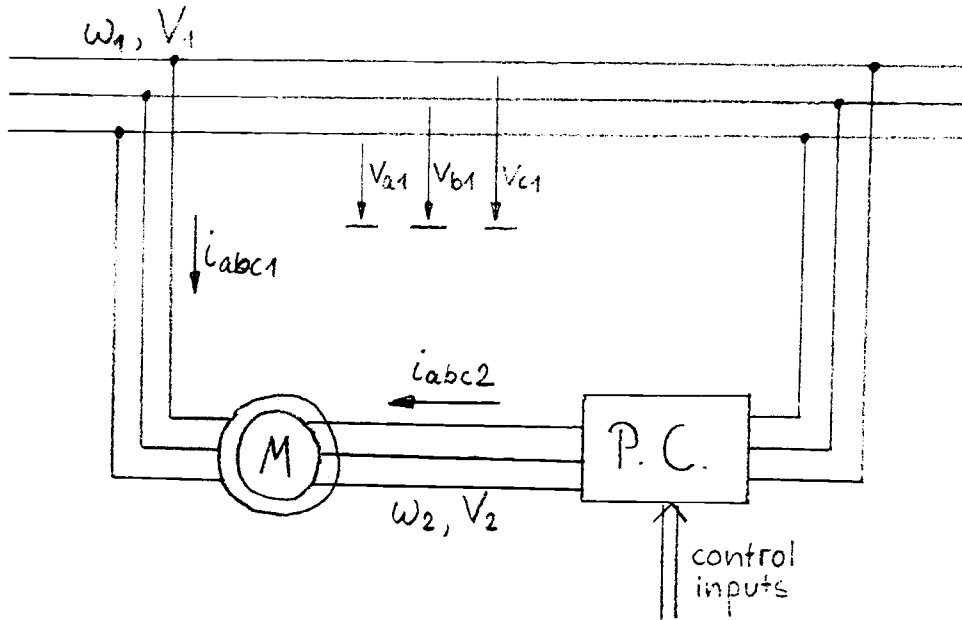 ω₁, V₁
Va1 Vb1 Vc1
iabc1
iabc2
M
P. C.
ω₂, V₂
control
inputs